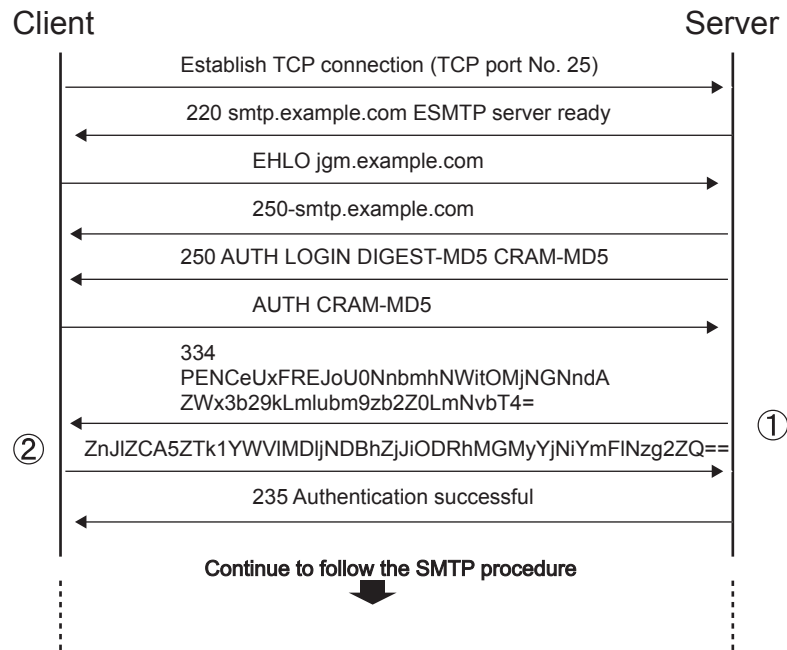 Client
Server
Establish TCP connection (TCP port No. 25)
220 smtp.example.com ESMTP server ready
EHLO jgm.example.com
250-smtp.example.com
250 AUTH LOGIN DIGEST-MD5 CRAM-MD5
AUTH CRAM-MD5
334
PENCeUxFREJoU0NnbmhNWitOMjNGNndA
ZWx3b29kLmlubm9zb2Z0LmNvbT4=
①
②
ZnJlZCA5ZTk1YWVlMDljNDBhZjJiODRhMGMyYjNiYmFlNzg2ZQ==
235 Authentication successful
Continue to follow the SMTP procedure